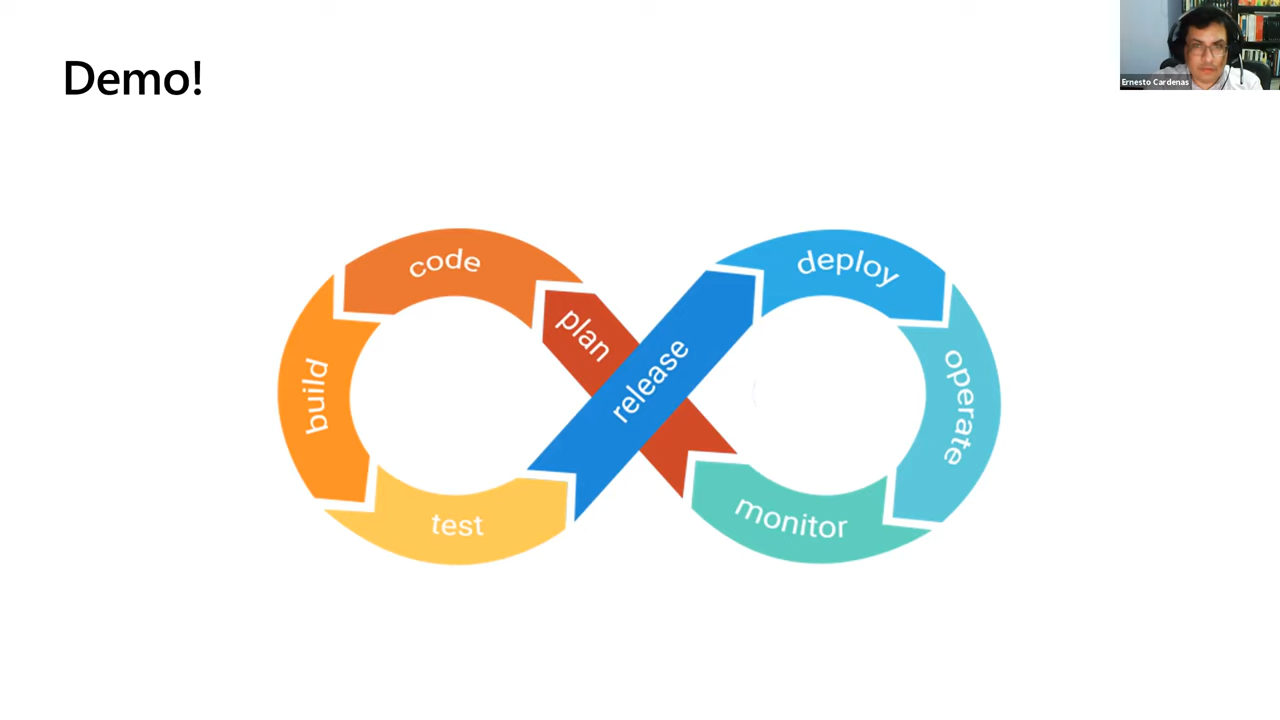 Demo!
Ernesto Cardenas
code
deploy
plan
release
build
operate
test
monitor